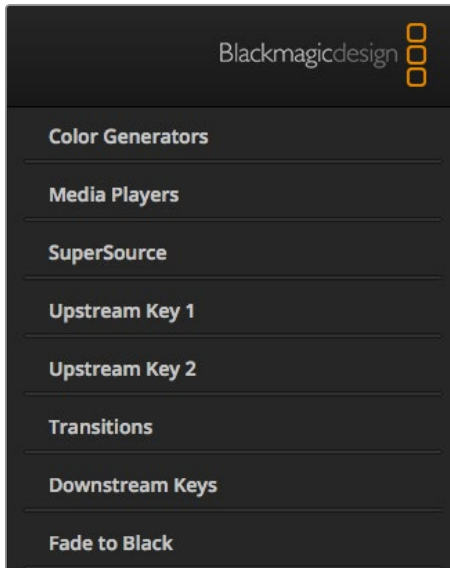 Blackmagicdesign
Color Generators
Media Players
SuperSource
Upstream Key 1
Upstream Key 2
Transitions
Downstream Keys
Fade to Black